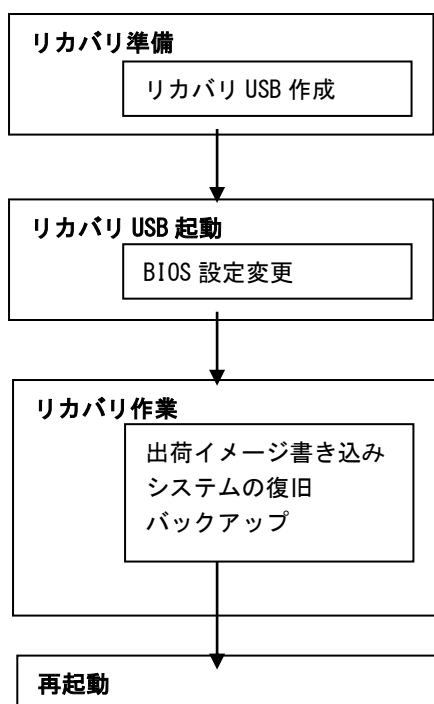 リカバリ準備
リカバリ USB 作成
リカバリ USB 起動
BIOS 設定変更
リカバリ作業
出荷イメージ書き込み
システムの復旧
バックアップ
再起動